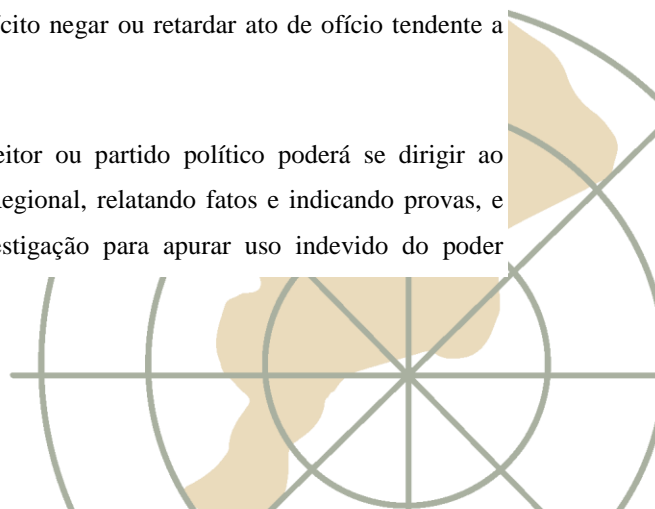 cito negar ou retardar ato de ofício tendente a
eitor ou partido político poderá se dirigir ao
egional, relatando fatos e indicando provas, e
estigação para apurar uso indevido do poder